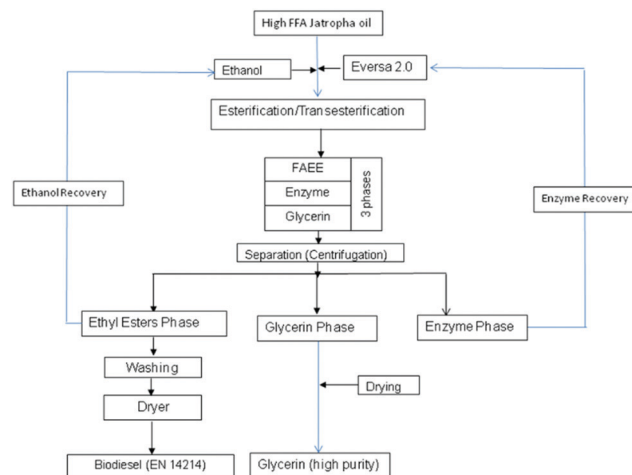 High FFA Jatropha oil
Ethanol
Eversa 2.0
Esterification/Transesterification
FAEE
Enzyme
Glycerin
3 phases
Ethanol Recovery
Enzyme Recovery
Separation (Centrifugation)
Ethyl Esters Phase
Glycerin Phase
Enzyme Phase
Washing
Drying
Dryer
Biodiesel (EN 14214)
Glycerin (high purity)